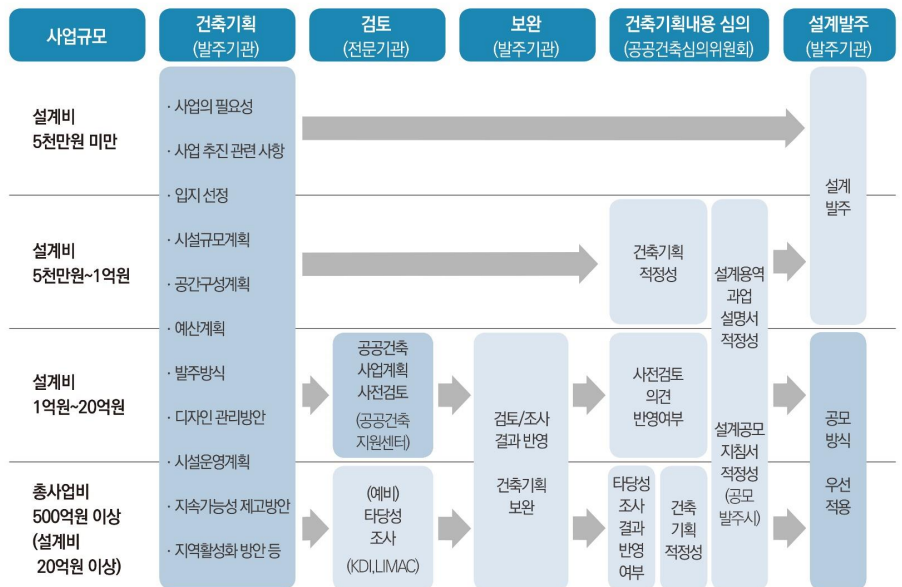 사업규모
건축기획
(발주기관)
검토
(전문기관)
보완
(발주기관)
건축기획내용 심의
(공공건축심의위원회)
설계발주
(발주기관)
설계비
5천만원 미만
설계비
5천만원~1억원
설계비
1억원~20억원
총사업비
500억원 이상
(설계비
20억원 이상)
· 사업의 필요성
· 사업 추진 관련 사항
· 입지 선정
· 시설규모계획
· 공간구성계획
· 예산계획
· 발주방식
· 디자인 관리방안
· 시설운영계획
· 지속가능성 제고방안
· 지역활성화 방안 등
공공건축
사업계획
사전검토
(공공건축
지원센터)
(예비)
타당성
조사
(KDI,LIMAC)
검토/조사
결과 반영
건축기획
보완
건축기획
적정성
사전검토
의견
반영여부
타당성
조사
결과
반영
여부
건축
기획
적정성
설계용역
과업
설명서
적정성
설계공모
지침서
적정성
(공모
발주시)
설계
발주
공모
방식
우선
적용